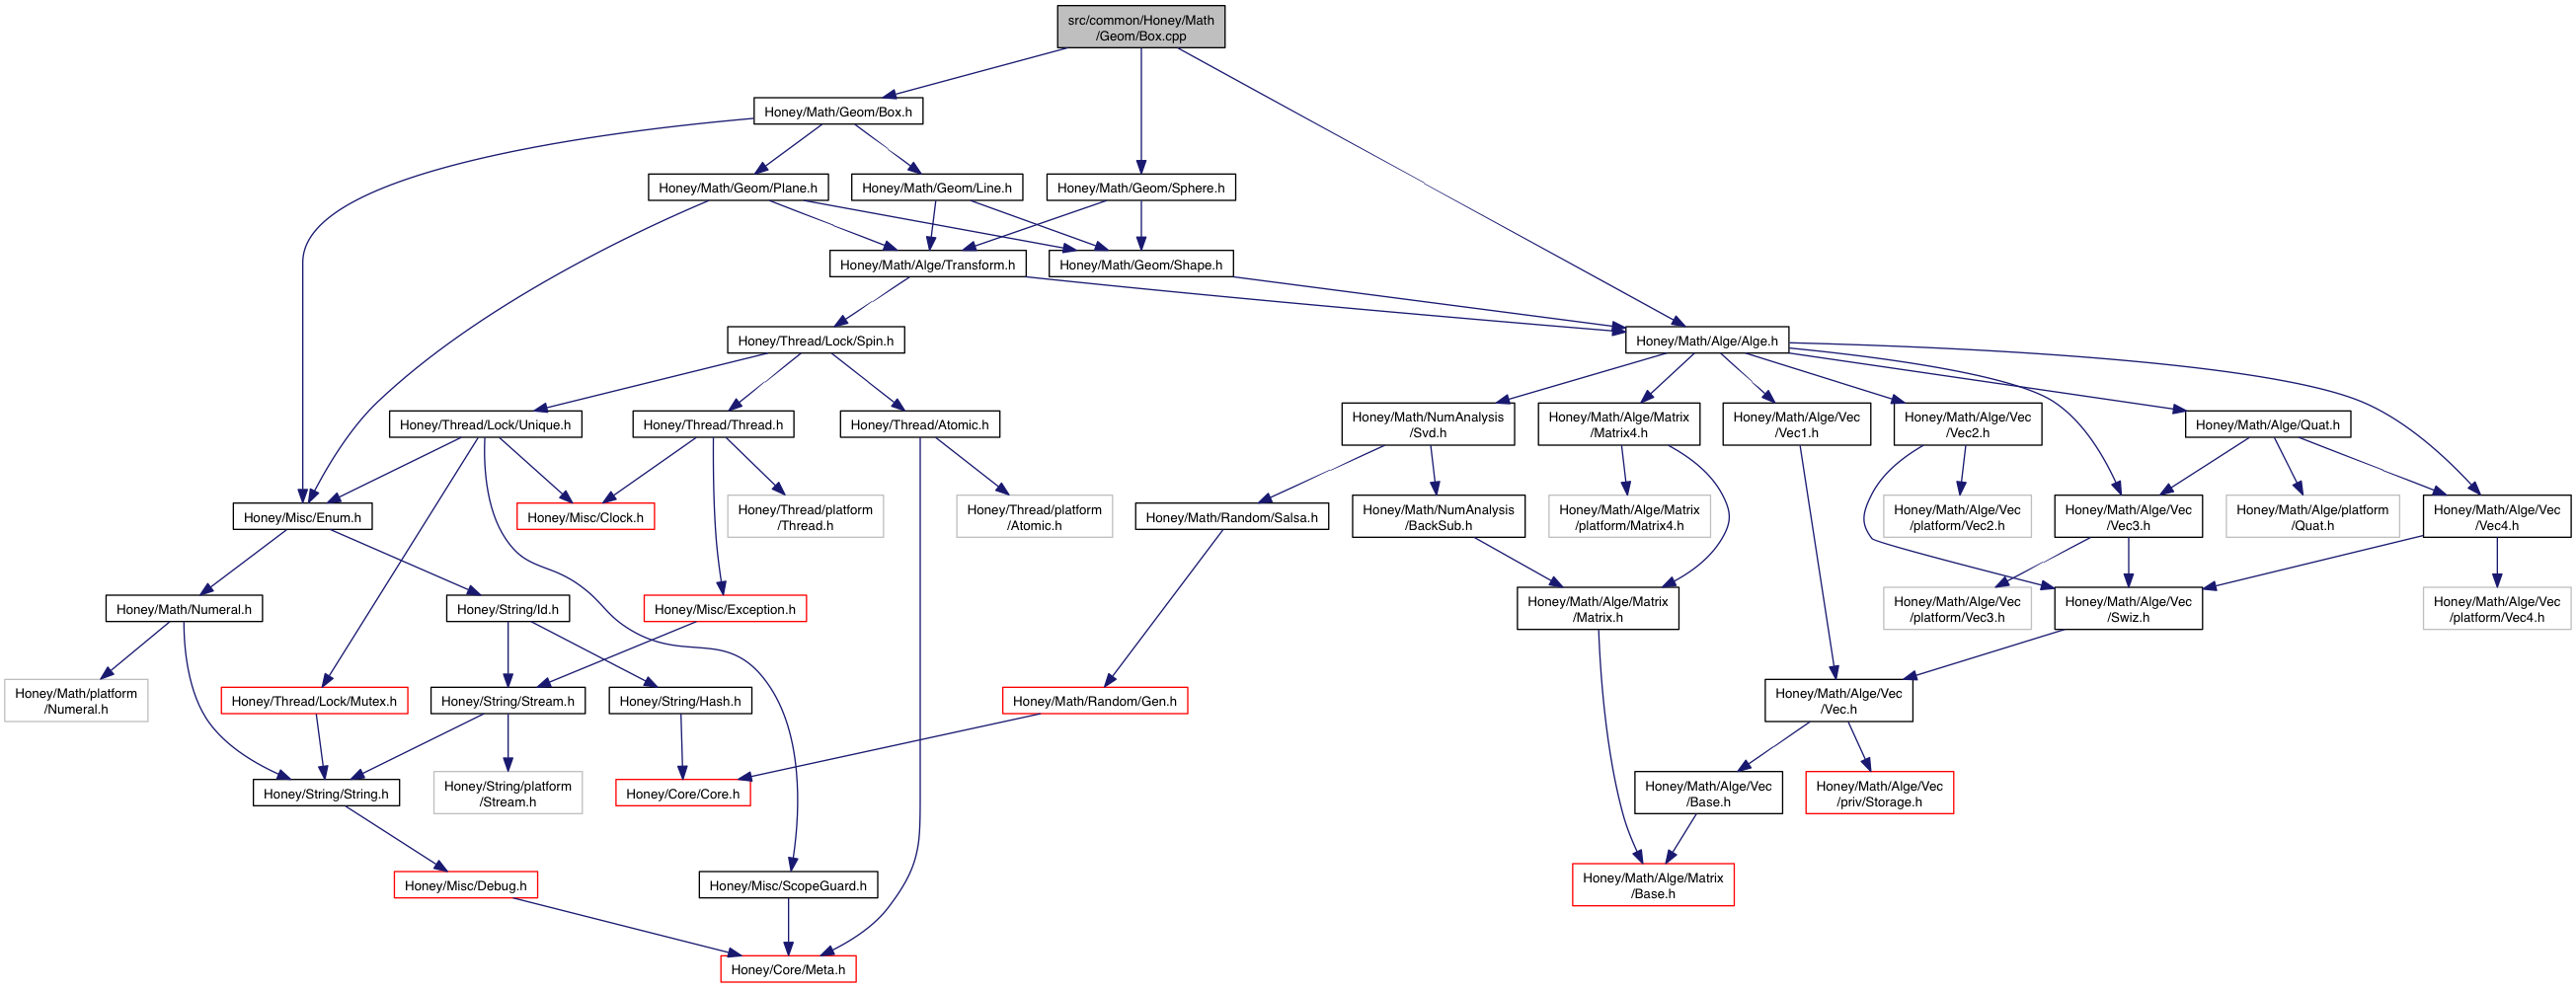 src/common/Honey/Math
/Geom/Box.cpp
Honey/Math/Geom/Box.h
Honey/Math/Geom/Plane.h
Honey/Math/Geom/Line.h
Honey/Math/Geom/Sphere.h
Honey/Math/Alge/Transform.h
Honey/Math/Geom/Shape.h
Honey/Thread/Lock/Spin.h
Honey/Math/Alge/Alge.h
Honey/Thread/Lock/Unique.h
Honey/Thread/Thread.h
Honey/Thread/Atomic.h
Honey/Math/NumAnalysis
/Svd.h
Honey/Math/Alge/Matrix
/Matrix4.h
Honey/Math/Alge/Vec
/Vec1.h
Honey/Math/Alge/Vec
/Vec2.h
Honey/Math/Alge/Quat.h
Honey/Misc/Enum.h
Honey/Misc/Clock.h
Honey/Thread/platform
/Thread.h
Honey/Thread/platform
/Atomic.h
Honey/Math/Random/Salsa.h
Honey/Math/NumAnalysis
/BackSub.h
Honey/Math/Alge/Matrix
/platform/Matrix4.h
Honey/Math/Alge/Vec
/platform/Vec2.h
Honey/Math/Alge/Vec
/Vec3.h
Honey/Math/Alge/platform
/Quat.h
Honey/Math/Alge/Vec
/Vec4.h
Honey/Math/Numeral.h
Honey/String/Id.h
Honey/Misc/Exception.h
Honey/Math/Alge/Matrix
/Matrix.h
Honey/Math/Alge/Vec
/platform/Vec3.h
Honey/Math/Alge/Vec
/Swiz.h
Honey/Math/Alge/Vec
/platform/Vec4.h
Honey/Math/platform
/Numeral.h
Honey/Thread/Lock/Mutex.h
Honey/String/Stream.h
Honey/String/Hash.h
Honey/Math/Random/Gen.h
Honey/Math/Alge/Vec
/Vec.h
Honey/String/String.h
Honey/String/platform
/Stream.h
Honey/Core/Core.h
Honey/Math/Alge/Vec
/Base.h
Honey/Math/Alge/Vec
/priv/Storage.h
Honey/Misc/Debug.h
Honey/Misc/ScopeGuard.h
Honey/Math/Alge/Matrix
/Base.h
Honey/Core/Meta.h